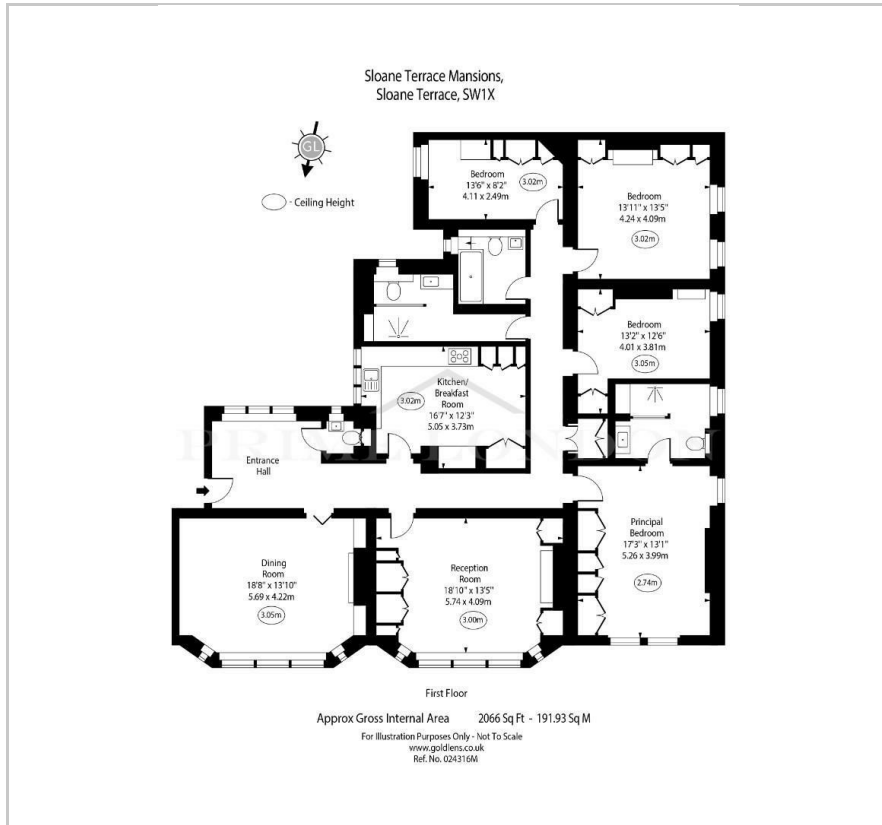 Sloane Terrace Mansions,
Sloane Terrace, SW1X
GL
- Ceiling Height
Bedroom
13'6" x 8'2"
4.11 x 2.49m
3.02m
Bedroom
13'11" x 13'5"
4.24 x 4.09m
3.02m
Bedroom
13'2" x 12'6"
4.01 x 3.81m
3.05m
Kitchen/
Breakfast
Room
16'7" x 12'3"
5.05 x 3.73m
3.02m
PRIME LONDON
Entrance
Hall
Dining
Room
18'8" x 13'10"
5.69 x 4.22m
3.05m
Reception
Room
18'10" x 13'5"
5.74 x 4.09m
3.00m
Principal
Bedroom
17'3" x 13'1"
5.26 x 3.99m
2.74m
First Floor
Approx Gross Internal Area 2066 Sq Ft - 191.93 Sq M
For Illustration Purposes Only - Not To Scale
www.goldlens.co.uk
Ref. No. 024316M